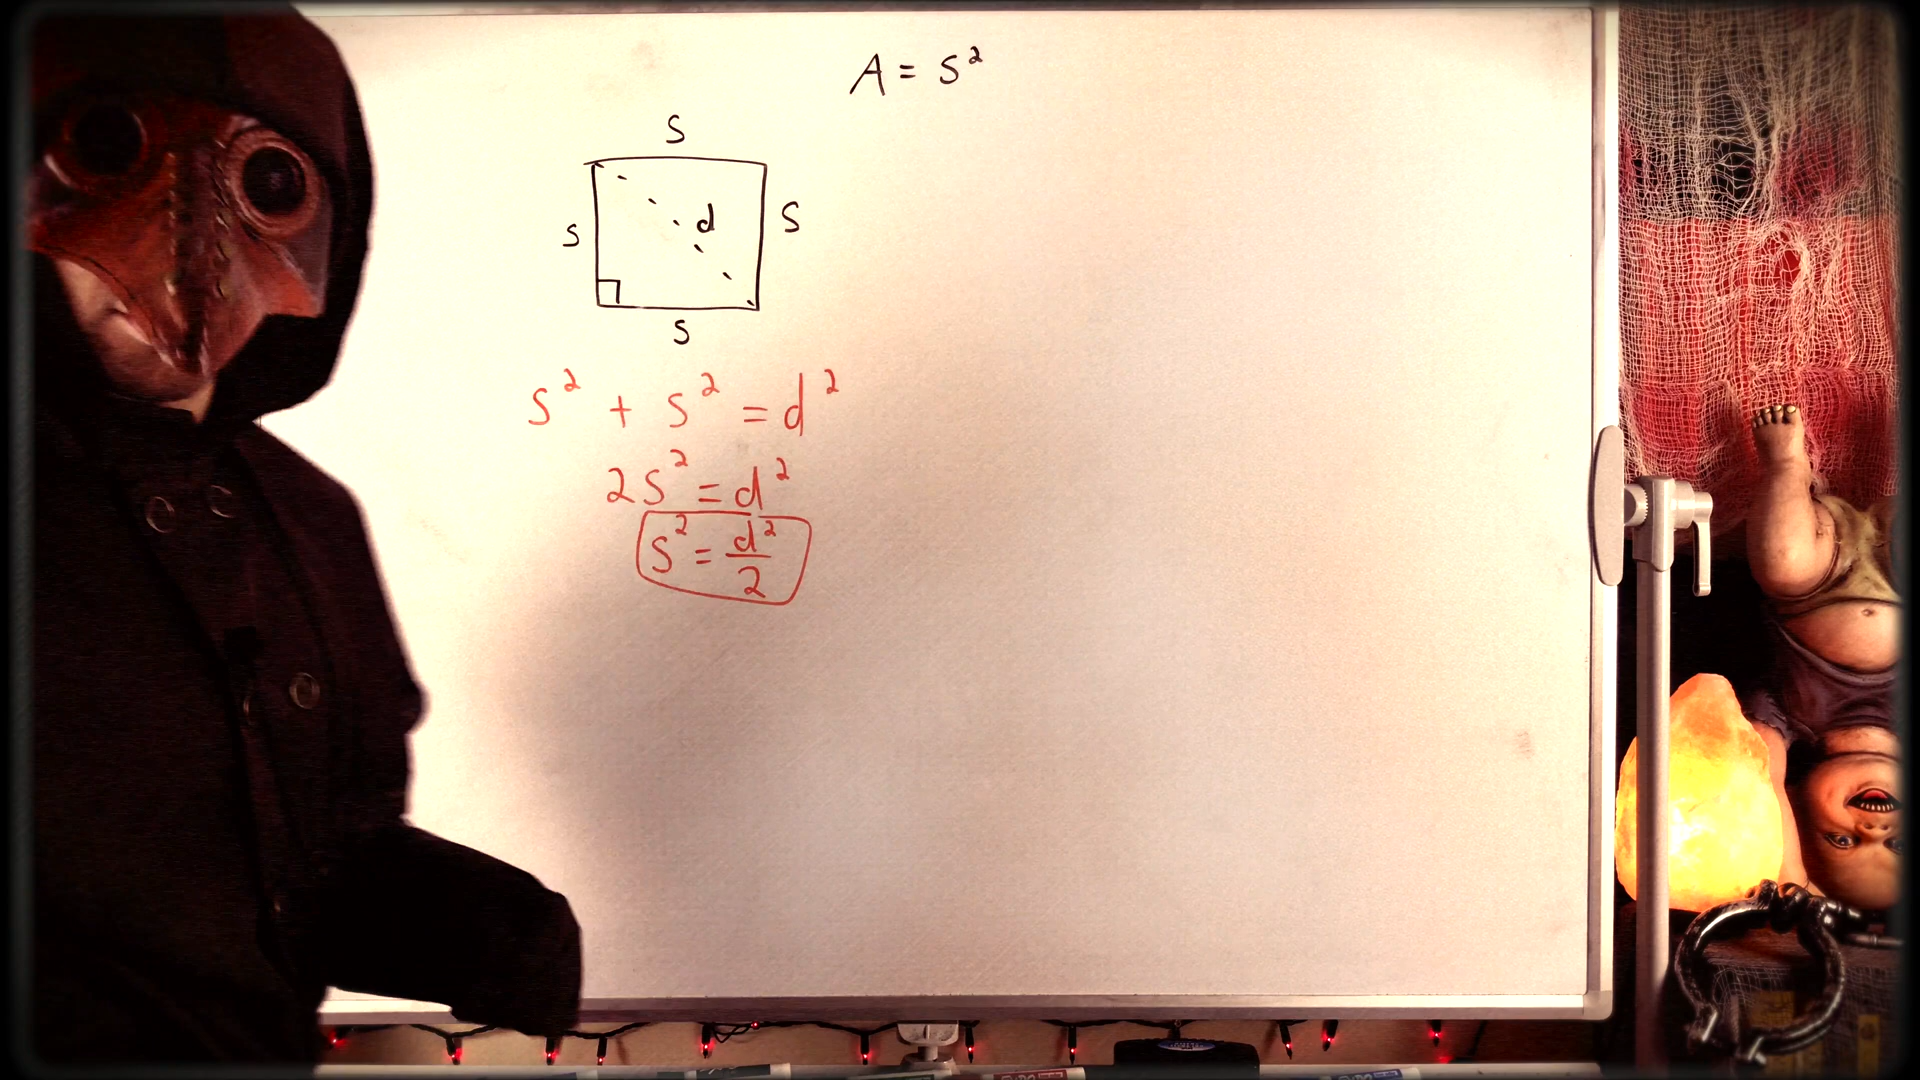 A = s²
s
s d s
s
s² + s² = d²
2s² = d²
s² = d²/2